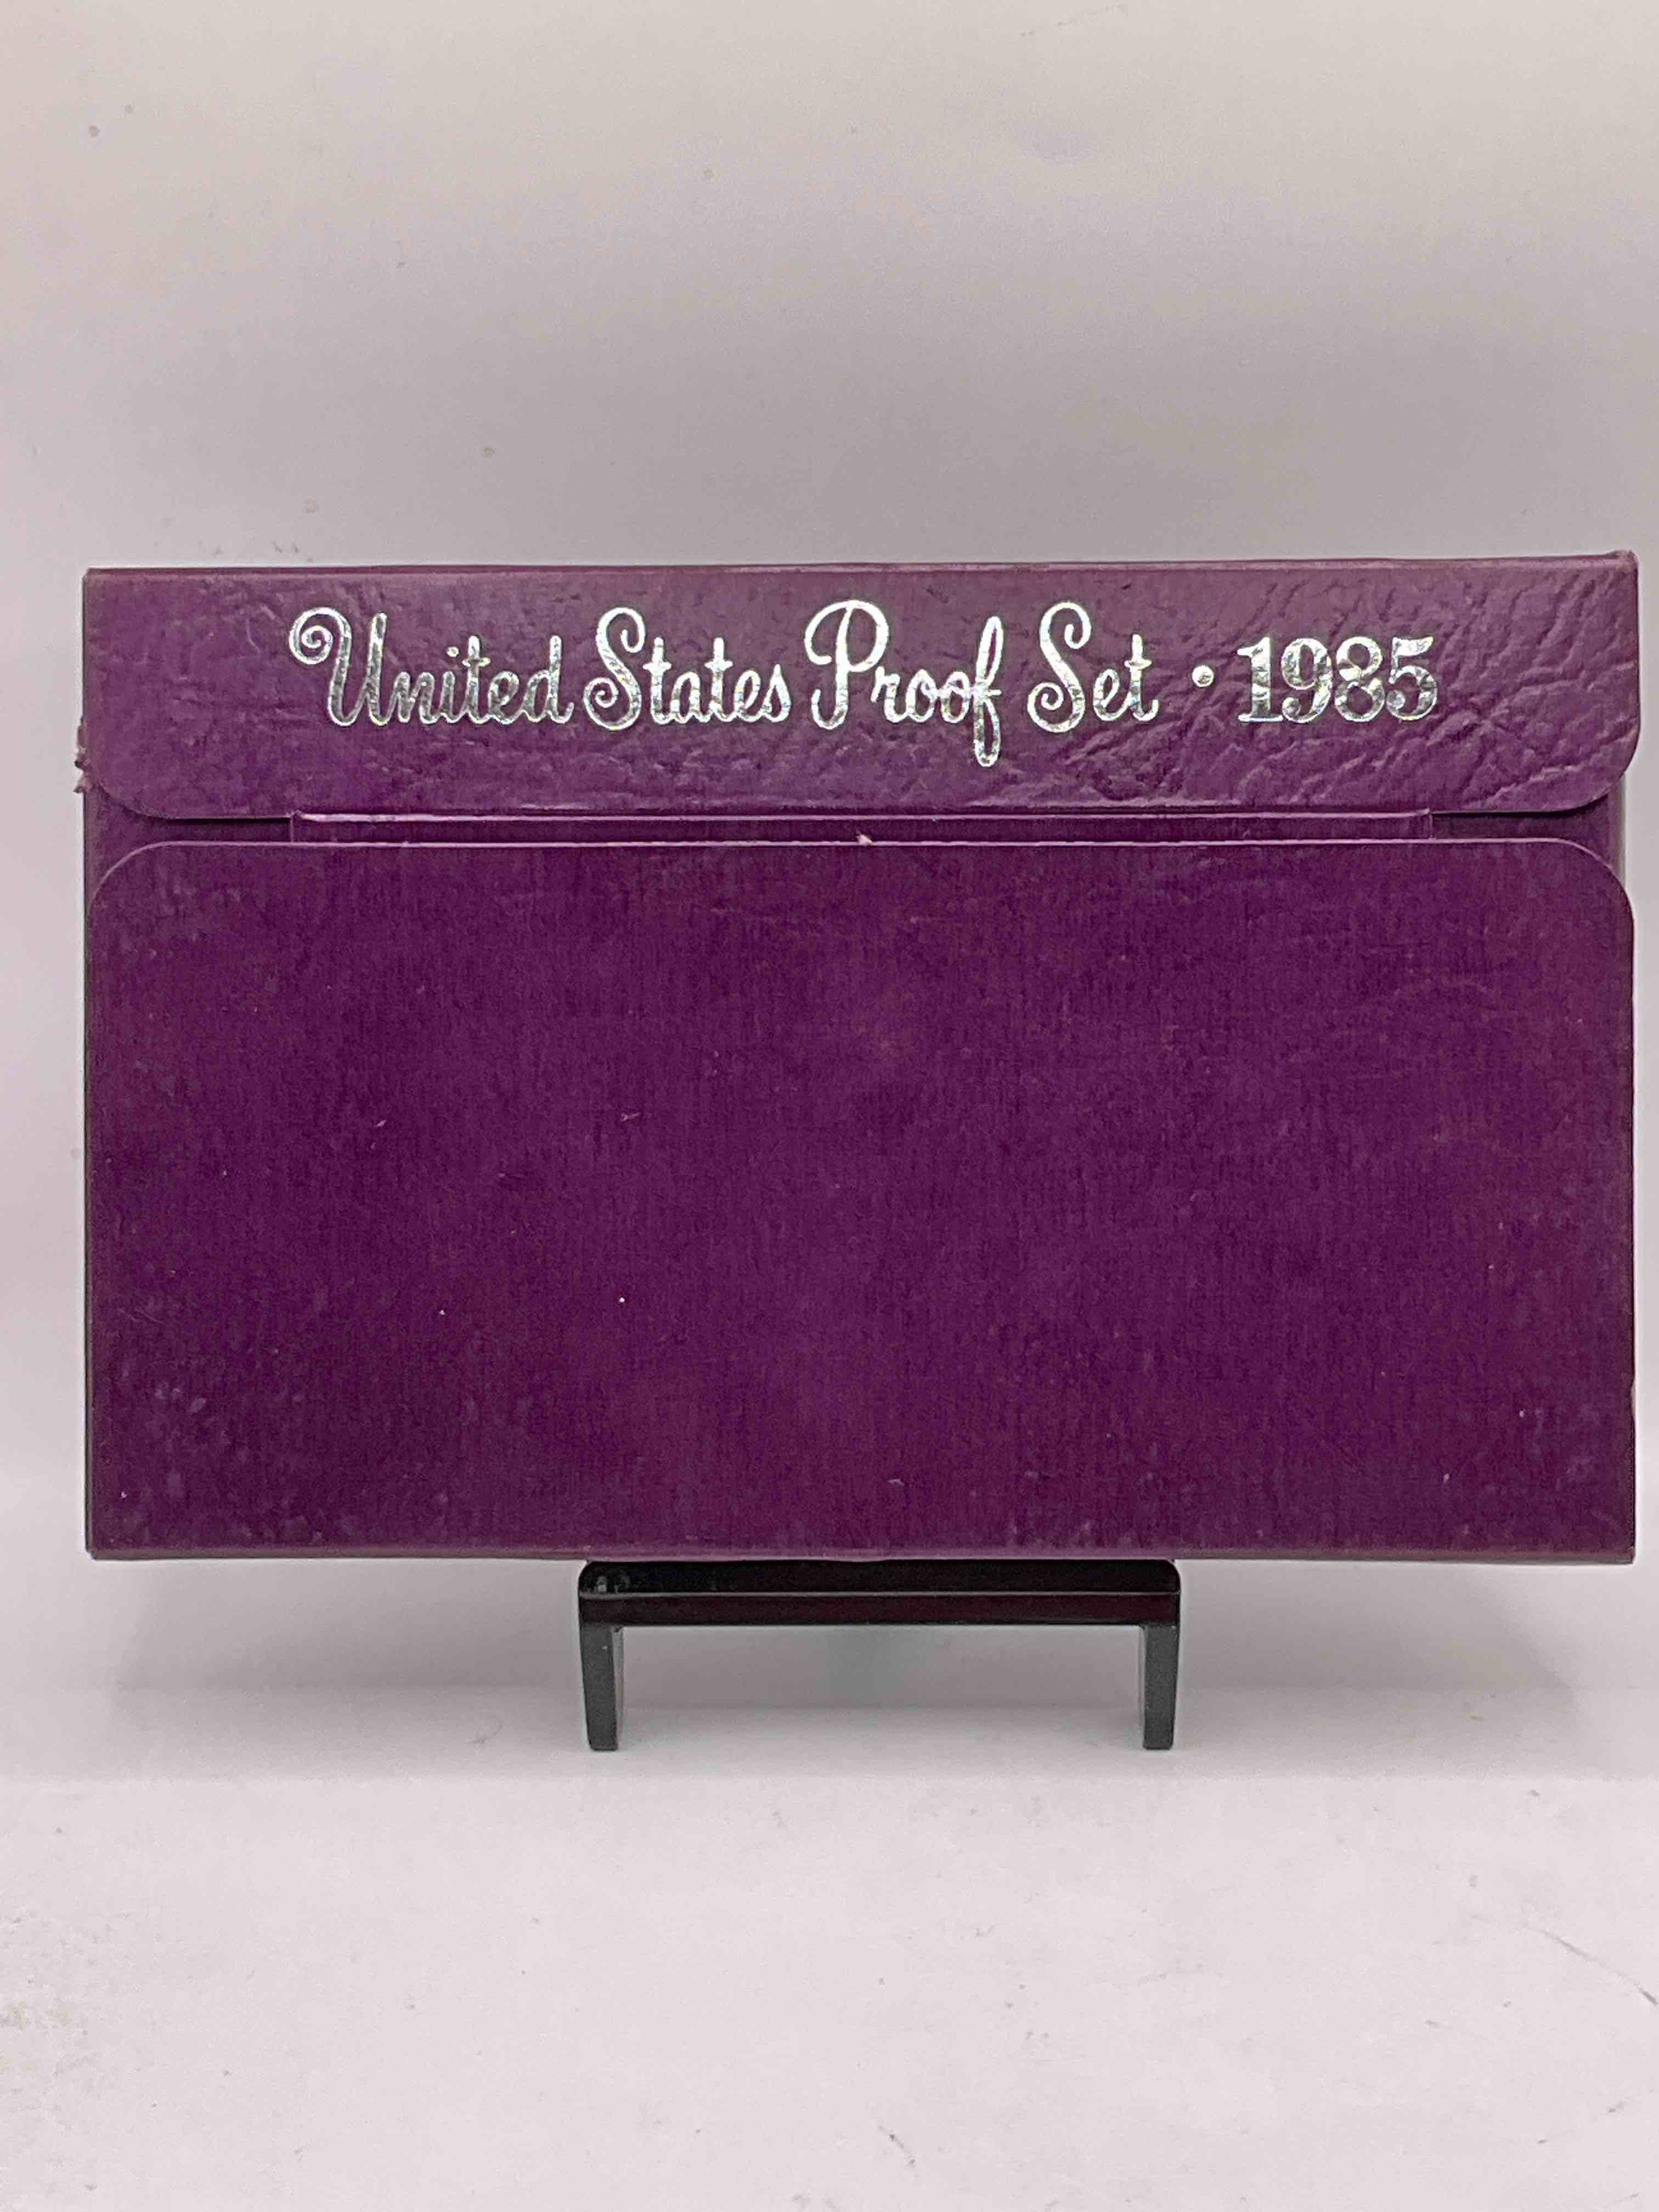 United States Proof Set • 1985